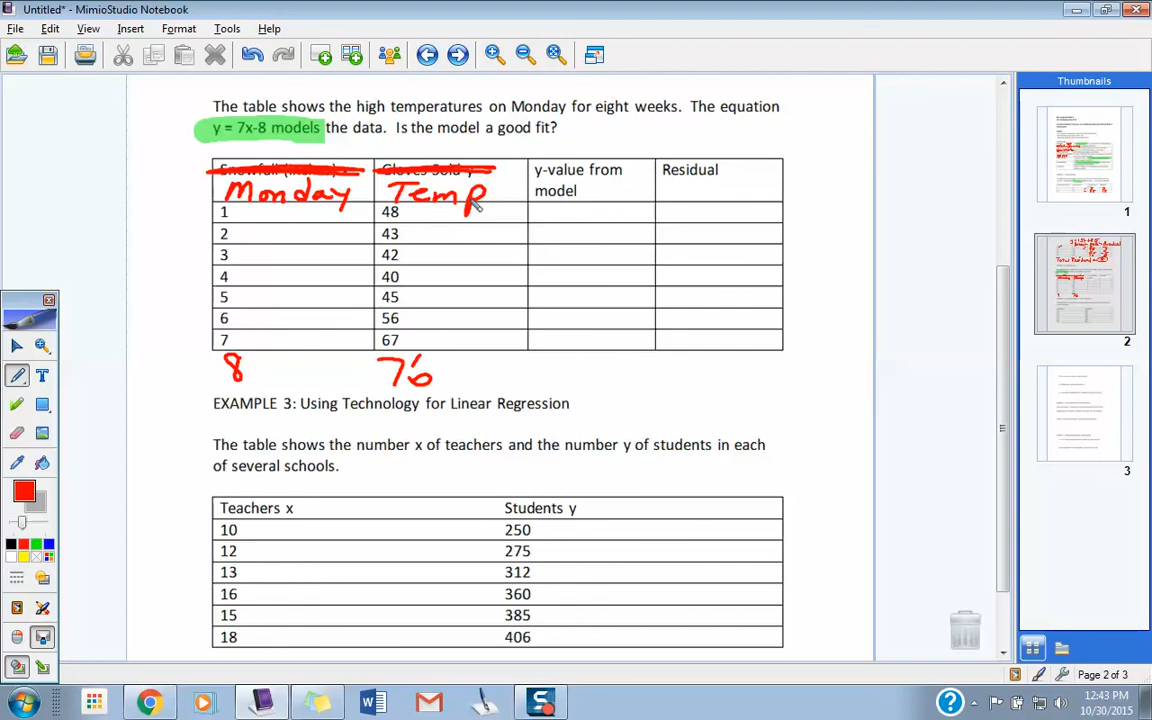 Untitled* - MimioStudio Notebook
File Edit View Insert Format Tools Help
The table shows the high temperatures on Monday for eight weeks. The equation
y = 7x-8 models the data. Is the model a good fit?
Snowfall (inches) x Gloves Sold y y-value from model Residual
Monday Temp
1 48
2 43
3 42
4 40
5 45
6 56
7 67
8 76
EXAMPLE 3: Using Technology for Linear Regression
The table shows the number x of teachers and the number y of students in each
of several schools.
Teachers x Students y
10 250
12 275
13 312
16 360
15 385
18 406
Thumbnails
1
2
3
Page 2 of 3
12:43 PM
10/30/2015